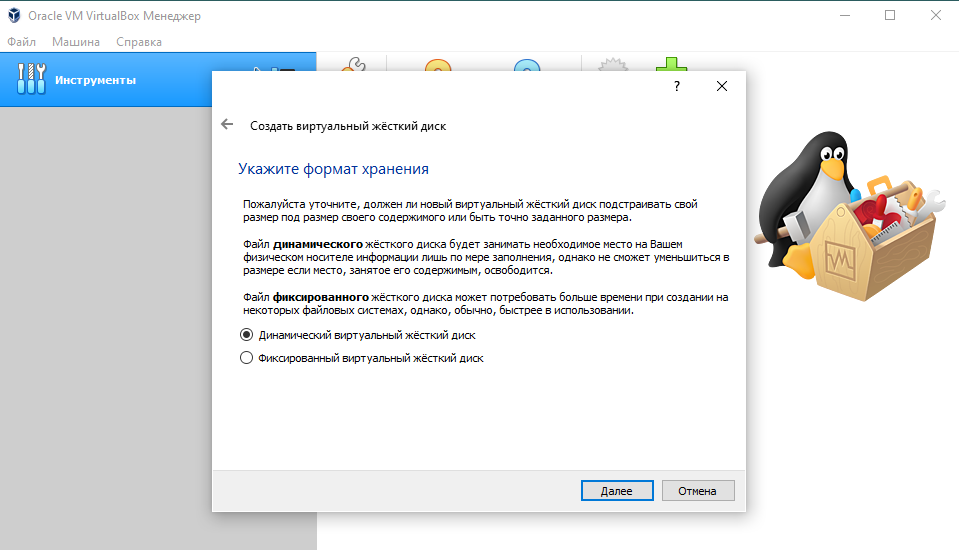 Oracle VM VirtualBox Менеджер
Файл Машина Справка
Инструменты
?
Создать виртуальный жёсткий диск
Укажите формат хранения
Пожалуйста уточните, должен ли новый виртуальный жёсткий диск подстраивать свой
размер под размер своего содержимого или быть точно заданного размера.
Файл динамического жёсткого диска будет занимать необходимое место на Вашем
физическом носителе информации лишь по мере заполнения, однако не сможет уменьшиться в
размере если место, занятое его содержимым, освободится.
Файл фиксированного жёсткого диска может потребовать больше времени при создании на
некоторых файловых системах, однако, обычно, быстрее в использовании.
Динамический виртуальный жёсткий диск
Фиксированный виртуальный жёсткий диск
Далее Отмена